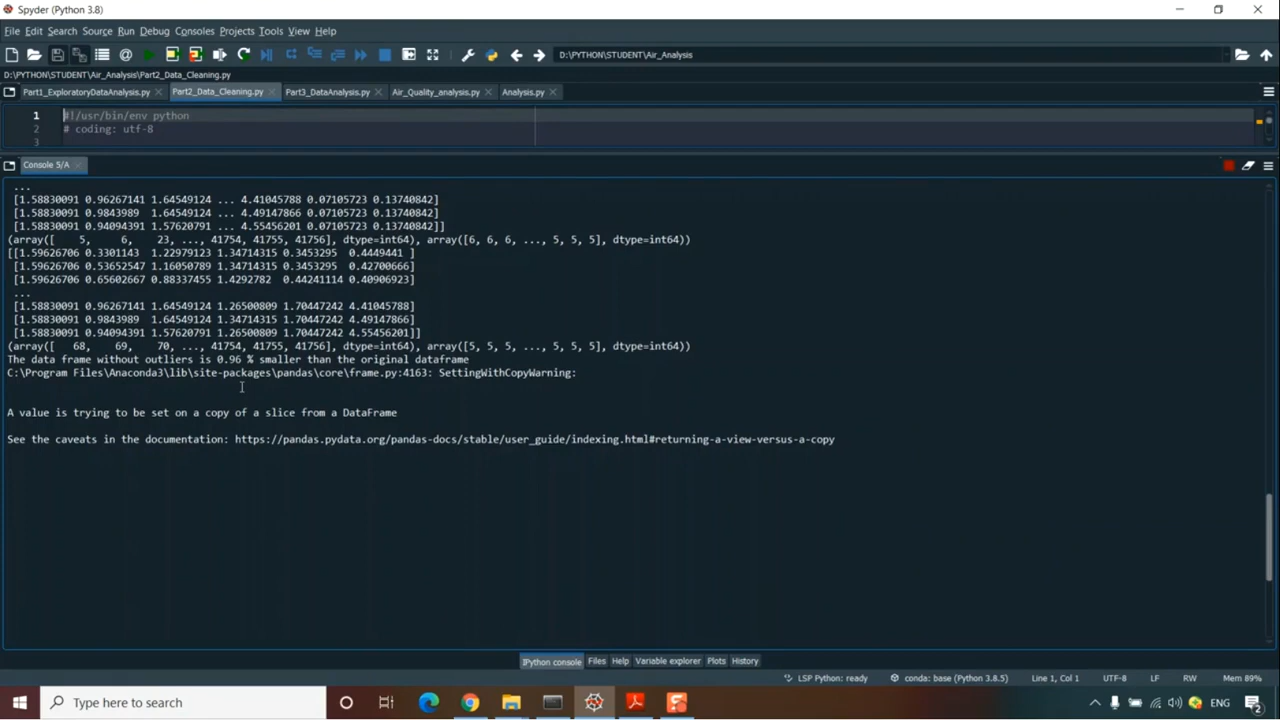 Spyder (Python 3.8)
File Edit Search Source Run Debug Consoles Projects Tools View Help
D:\PYTHON\STUDENT\Air_Analysis
D:\PYTHON\STUDENT\Air_Analysis\Part2_Data_Cleaning.py
Part1_ExploratoryDataAnalysis.py Part2_Data_Cleaning.py Part3_DataAnalysis.py Air_Quality_analysis.py Analysis.py
1 #!/usr/bin/env python
2 # coding: utf-8
3
Console 5/A
...
[1.58830091 0.96267141 1.64549124 ... 4.41045788 0.07105723 0.13740842]
[1.58830091 0.9843989 1.64549124 ... 4.49147866 0.07105723 0.13740842]
[1.58830091 0.94094391 1.57620791 ... 4.55456201 0.07105723 0.13740842]]
(array([ 5, 6, 23, ..., 41754, 41755, 41756], dtype=int64), array([6, 6, 6, ..., 5, 5, 5], dtype=int64))
[[1.59626706 0.3301143 1.22979123 1.34714315 0.3453295 0.4449441 ]
[1.59626706 0.53652547 1.16050789 1.34714315 0.3453295 0.42700666]
[1.59626706 0.65602667 0.88337455 1.4292782 0.44241114 0.40906923]
...
[1.58830091 0.96267141 1.64549124 1.26500809 1.70447242 4.41045788]
[1.58830091 0.9843989 1.64549124 1.34714315 1.70447242 4.49147866]
[1.58830091 0.94094391 1.57620791 1.26500809 1.70447242 4.55456201]]
(array([ 68, 69, 70, ..., 41754, 41755, 41756], dtype=int64), array([5, 5, 5, ..., 5, 5, 5], dtype=int64))
The data frame without outliers is 0.96 % smaller than the original dataframe
C:\Program Files\Anaconda3\lib\site-packages\pandas\core\frame.py:4163: SettingWithCopyWarning:
A value is trying to be set on a copy of a slice from a DataFrame
See the caveats in the documentation: https://pandas.pydata.org/pandas-docs/stable/user_guide/indexing.html#returning-a-view-versus-a-copy
IPython console Files Help Variable explorer Plots History
LSP Python: ready conda: base (Python 3.8.5) Line 1, Col 1 UTF-8 LF RW Mem 89%
Type here to search ENG 2